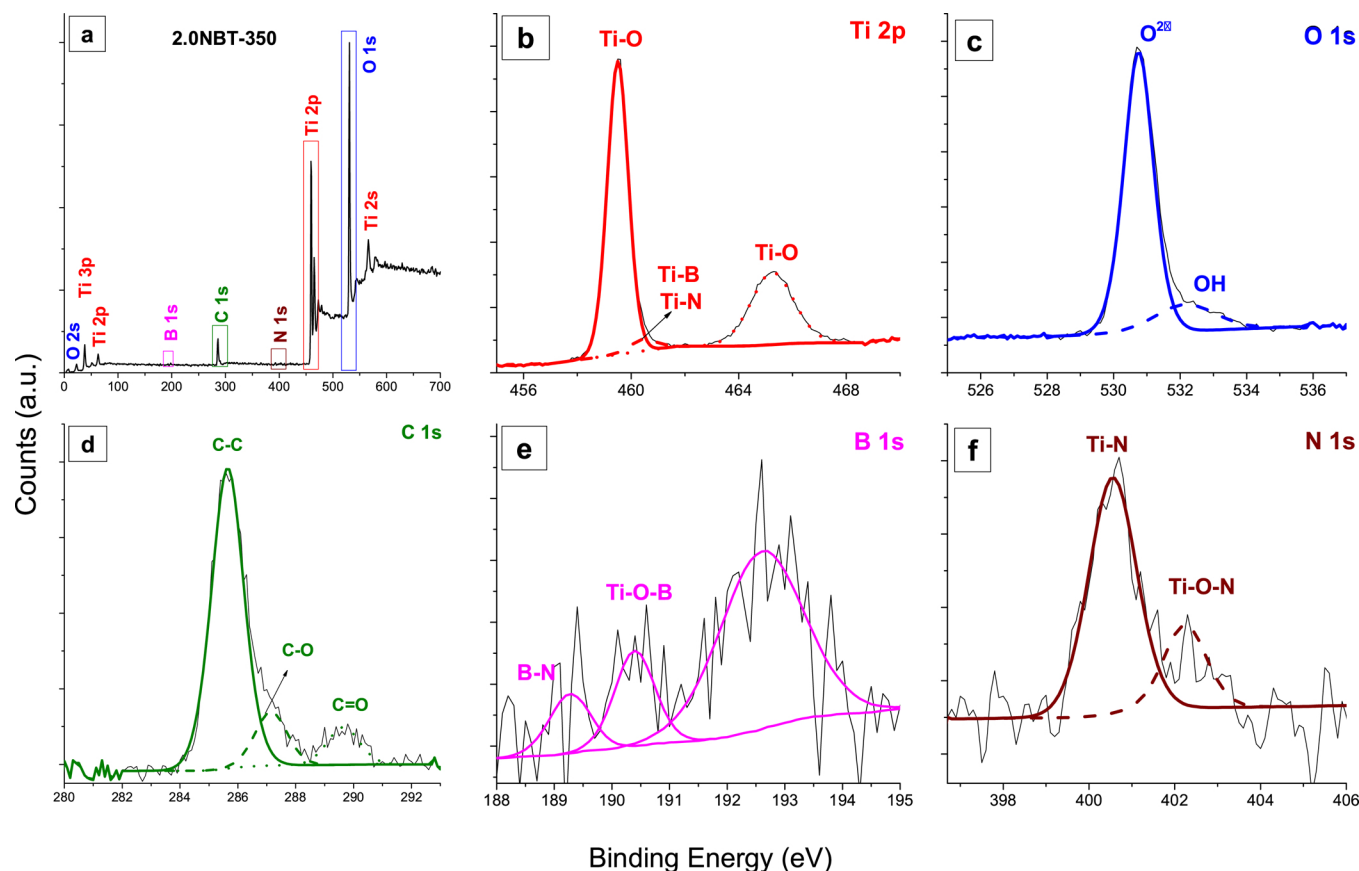 a
2.0NBT-350
O 2s
Ti 3p
Ti 2p
B 1s
C 1s
N 1s
Ti 2p
O 1s
Ti 2s
0 100 200 300 400 500 600 700
b
Ti-O
Ti 2p
Ti-B
Ti-N
Ti-O
456 460 464 468
c
O2
O 1s
OH
526 528 530 532 534 536
Counts (a.u.)
d
C-C
C 1s
C-O
C=O
280 282 284 286 288 290 292
e
B 1s
Ti-O-B
B-N
188 189 190 191 192 193 194 195
f
Ti-N
N 1s
Ti-O-N
398 400 402 404 406
Binding Energy (eV)